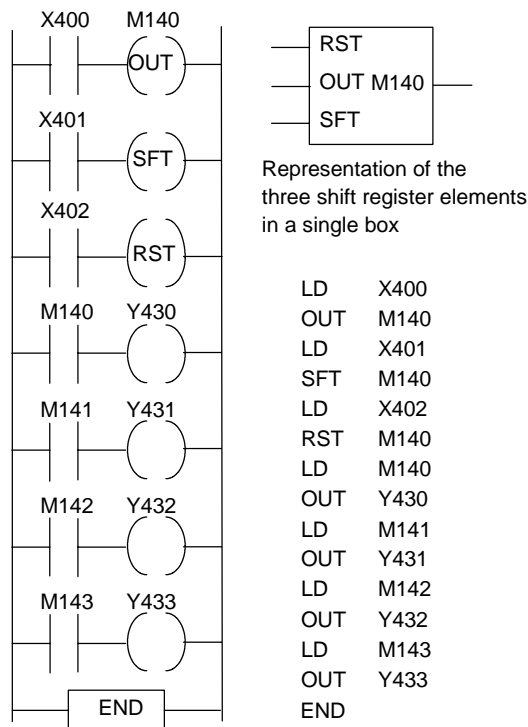 X400 M140
OUT
X401
SFT
X402
RST
M140 Y430
M141 Y431
M142 Y432
M143 Y433
END
RST
OUT M140
SFT
Representation of the
three shift register elements
in a single box
LD X400
OUT M140
LD X401
SFT M140
LD X402
RST M140
LD M140
OUT Y430
LD M141
OUT Y431
LD M142
OUT Y432
LD M143
OUT Y433
END